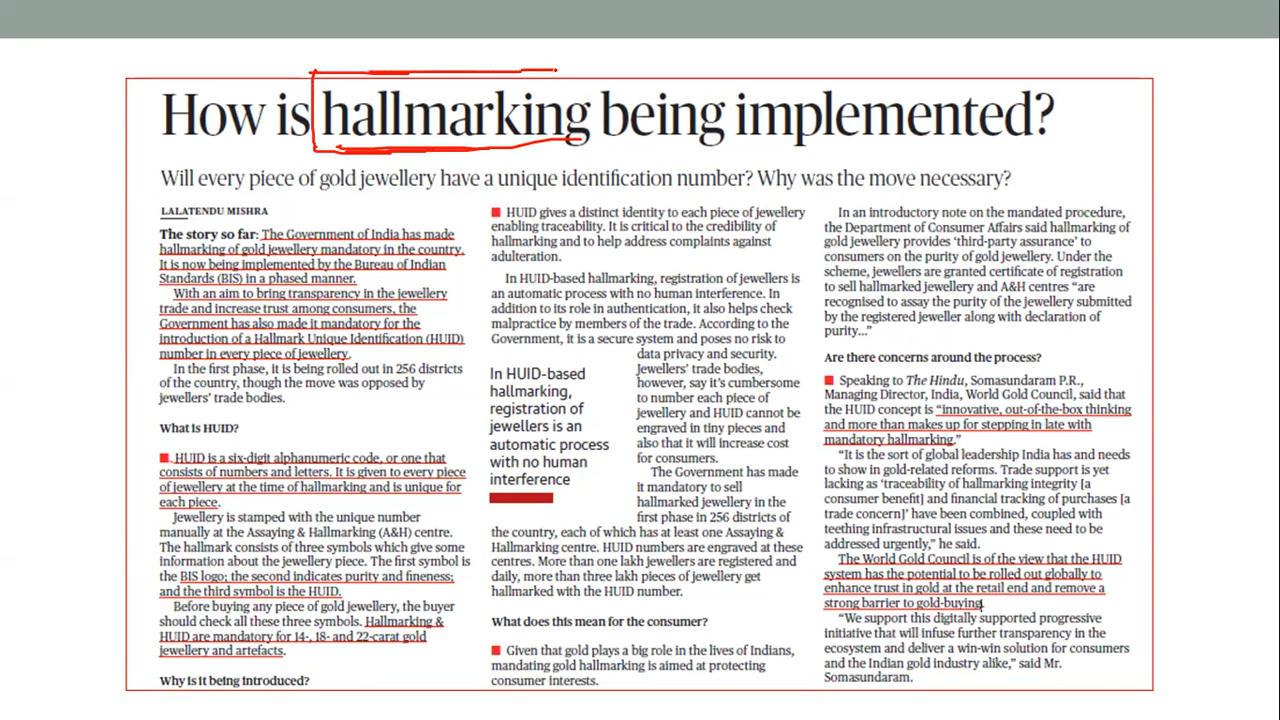 How is hallmarking being implemented?
Will every piece of gold jewellery have a unique identification number? Why was the move necessary?
LALATENDU MISHRA
The story so far: The Government of India has made
hallmarking of gold jewellery mandatory in the country.
It is now being implemented by the Bureau of Indian
Standards (BIS) in a phased manner.
With an aim to bring transparency in the jewellery
trade and increase trust among consumers, the
Government has also made it mandatory for the
introduction of a Hallmark Unique Identification (HUID)
number in every piece of jewellery.
In the first phase, it is being rolled out in 256 districts
of the country, though the move was opposed by
jewellers’ trade bodies.
What is HUID?
HUID is a six-digit alphanumeric code, or one that
consists of numbers and letters. It is given to every piece
of jewellery at the time of hallmarking and is unique for
each piece.
Jewellery is stamped with the unique number
manually at the Assaying & Hallmarking (A&H) centre.
The hallmark consists of three symbols which give some
information about the jewellery piece. The first symbol is
the BIS logo; the second indicates purity and fineness;
and the third symbol is the HUID.
Before buying any piece of gold jewellery, the buyer
should check all these three symbols. Hallmarking &
HUID are mandatory for 14-, 18- and 22-carat gold
jewellery and artefacts.
Why is it being introduced?
HUID gives a distinct identity to each piece of jewellery
enabling traceability. It is critical to the credibility of
hallmarking and to help address complaints against
adulteration.
In HUID-based hallmarking, registration of jewellers is
an automatic process with no human interference. In
addition to its role in authentication, it also helps check
malpractice by members of the trade. According to the
Government, it is a secure system and poses no risk to
data privacy and security.
Jewellers’ trade bodies,
however, say it’s cumbersome
to number each piece of
jewellery and HUID cannot be
engraved in tiny pieces and
also that it will increase cost
for consumers.
The Government has made
it mandatory to sell
hallmarked jewellery in the
first phase in 256 districts of
the country, each of which has at least one Assaying &
Hallmarking centre. HUID numbers are engraved at these
centres. More than one lakh jewellers are registered and
daily, more than three lakh pieces of jewellery get
hallmarked with the HUID number.
In HUID-based
hallmarking,
registration of
jewellers is an
automatic process
with no human
interference
What does this mean for the consumer?
Given that gold plays a big role in the lives of Indians,
mandating gold hallmarking is aimed at protecting
consumer interests.
In an introductory note on the mandated procedure,
the Department of Consumer Affairs said hallmarking of
gold jewellery provides ‘third-party assurance’ to
consumers on the purity of gold jewellery. Under the
scheme, jewellers are granted certificate of registration
to sell hallmarked jewellery and A&H centres “are
recognised to assay the purity of the jewellery submitted
by the registered jeweller along with declaration of
purity...”
Are there concerns around the process?
Speaking to The Hindu, Somasundaram P.R.,
Managing Director, India, World Gold Council, said that
the HUID concept is “innovative, out-of-the-box thinking
and more than makes up for stepping in late with
mandatory hallmarking.”
“It is the sort of global leadership India has and needs
to show in gold-related reforms. Trade support is yet
lacking as ‘traceability of hallmarking integrity [a
consumer benefit] and financial tracking of purchases [a
trade concern]’ have been combined, coupled with
teething infrastructural issues and these need to be
addressed urgently,” he said.
The World Gold Council is of the view that the HUID
system has the potential to be rolled out globally to
enhance trust in gold at the retail end and remove a
strong barrier to gold-buying.
“We support this digitally supported progressive
initiative that will infuse further transparency in the
ecosystem and deliver a win-win solution for consumers
and the Indian gold industry alike,” said Mr.
Somasundaram.